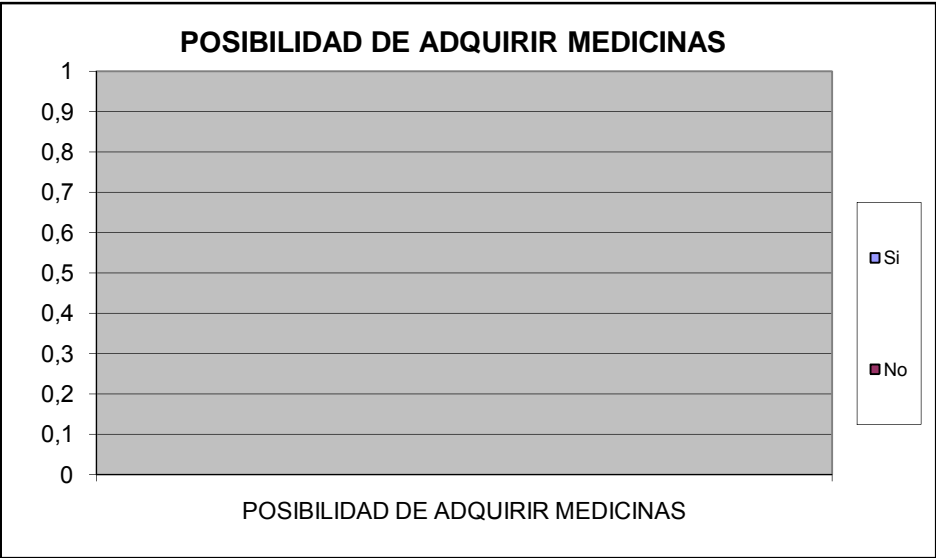 POSIBILIDAD DE ADQUIRIR MEDICINAS
1
0,9
0,8
0,7
0,6
0,5
0,4
0,3
0,2
0,1
0
POSIBILIDAD DE ADQUIRIR MEDICINAS
Si
No